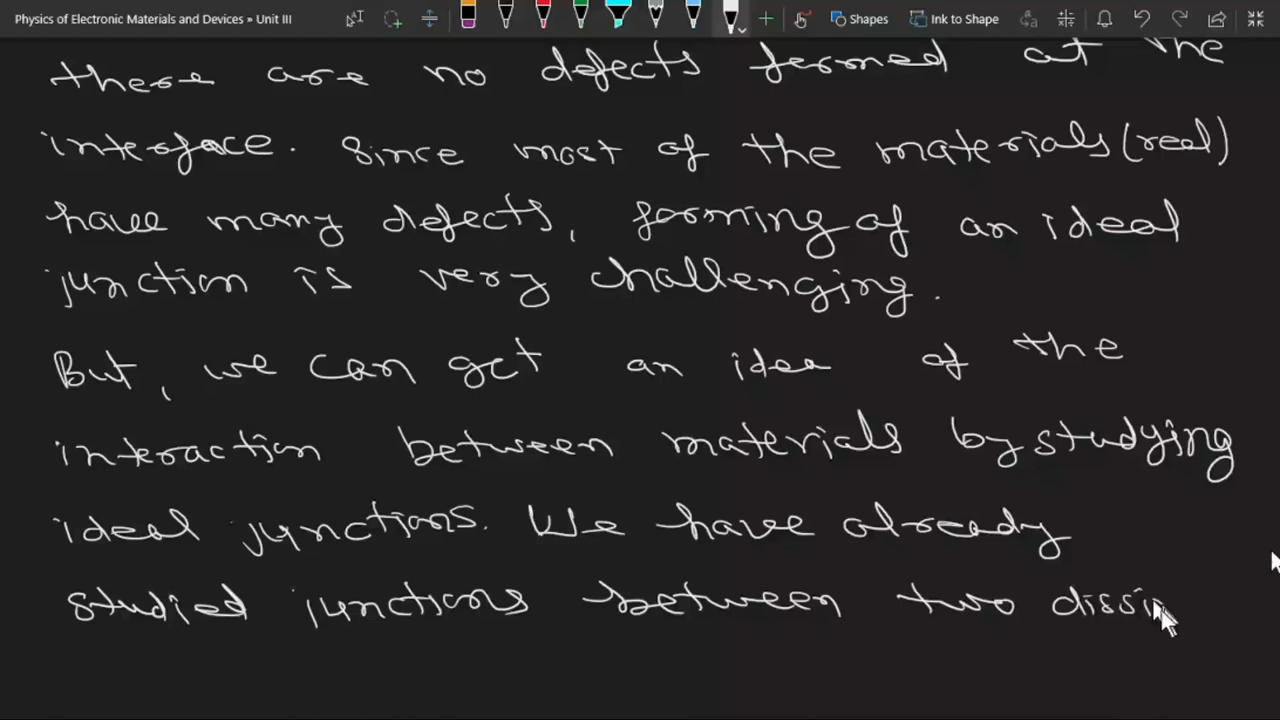 Physics of Electronic Materials and Devices » Unit III
Shapes
Ink to Shape
there are no defects formed at the
interface. Since most of the materials (real)
have many defects, forming of an ideal
junction is very challenging.
But, we can get an idea of the
interaction between materials by studying
ideal junctions. We have already
studied junctions between two dissi